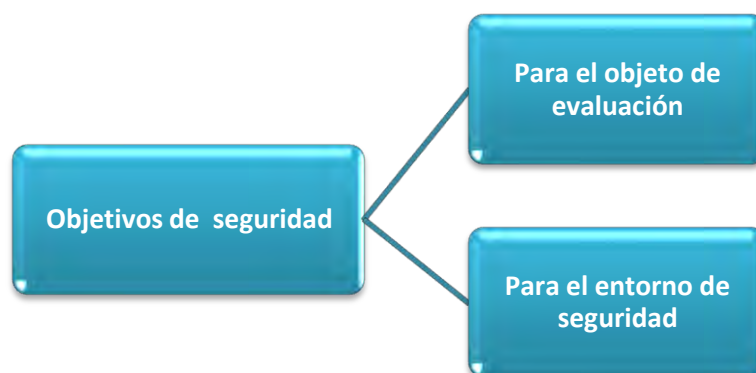 Para el objeto de
evaluación
Objetivos de seguridad
Para el entorno de
seguridad